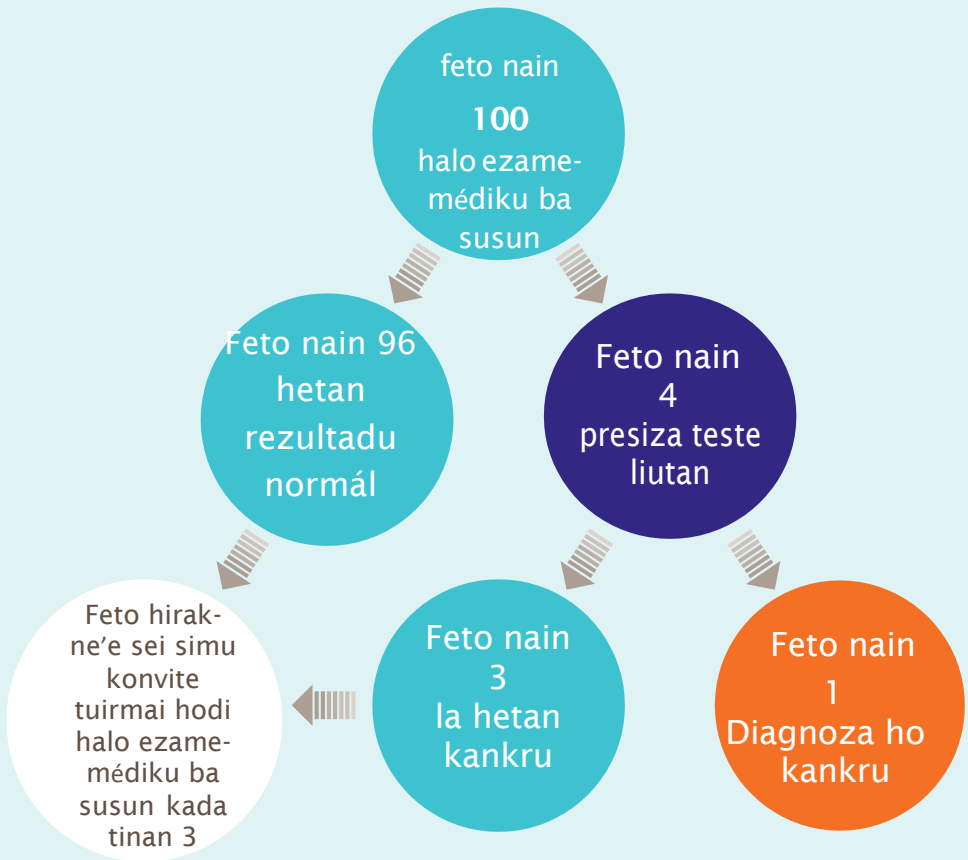 feto nain
100
halo ezame-
médiku ba
susun
Feto nain 96
hetan
rezultadu
normál
Feto nain
4
presiza teste
liutan
Feto hirak-
ne'e sei simu
konvite
tuirmai hodi
halo ezame-
médiku ba
susun kada
tinan 3
Feto nain
3
la hetan
kankru
Feto nain
1
Diagnoza ho
kankru